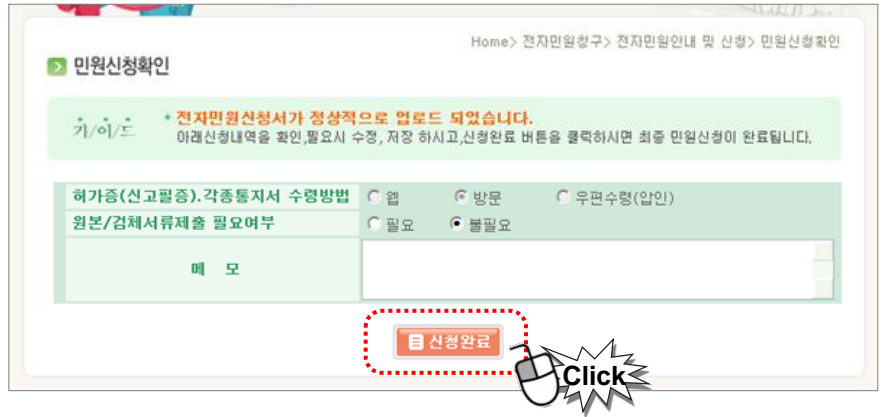 Home> 전자민원창구> 전자민원안내 및 신청> 민원신청확인
민원신청확인
가/이/드
* 전자민원신청서가 정상적으로 업로드 되었습니다.
아래신청내역을 확인,필요시 수정, 저장 하시고,신청완료 버튼을 클릭하시면 최종 민원신청이 완료됩니다.
허가증(신고필증).각종통지서 수령방법 웹 방문 우편수령(압인)
원본/검체서류제출 필요여부 필요 불필요
메 모
신청완료
Click